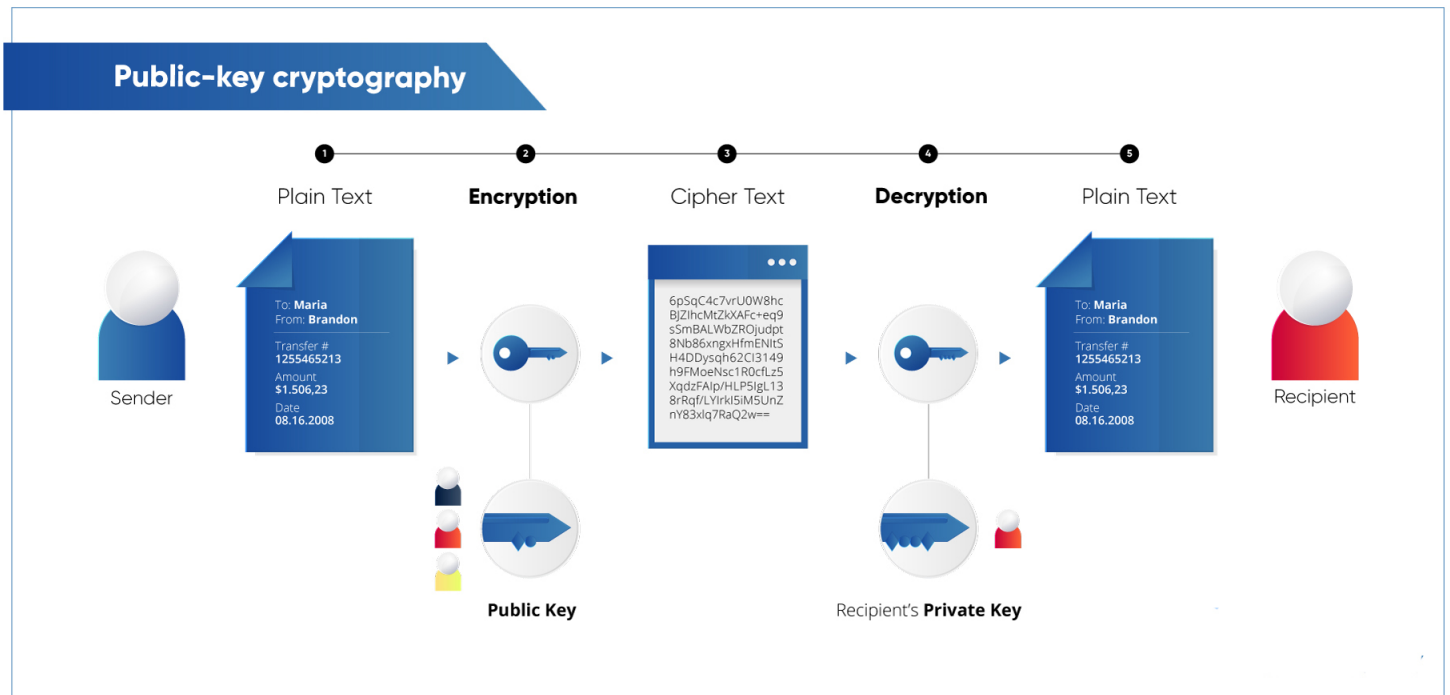 Public-key cryptography
1
2
3
4
5
Plain Text
Encryption
Cipher Text
Decryption
Plain Text
Sender
To: Maria
From: Brandon
Transfer #
1255465213
Amount
$1.506,23
Date
08.16.2008
6pSqC4c7vrU0W8hc
BJZIhcMtZkXAFc+eq9
sSmBALWbZROjudpt
8Nb86xngxHfmENItS
H4DDysqh62CI3149
h9FMoeNsc1R0cfLz5
XqdzFAIp/HLP5IgL13
8rRqf/LYIrkI5iM5UnZ
nY83xlq7RaQ2w==
To: Maria
From: Brandon
Transfer #
1255465213
Amount
$1.506,23
Date
08.16.2008
Recipient
Public Key
Recipient's Private Key